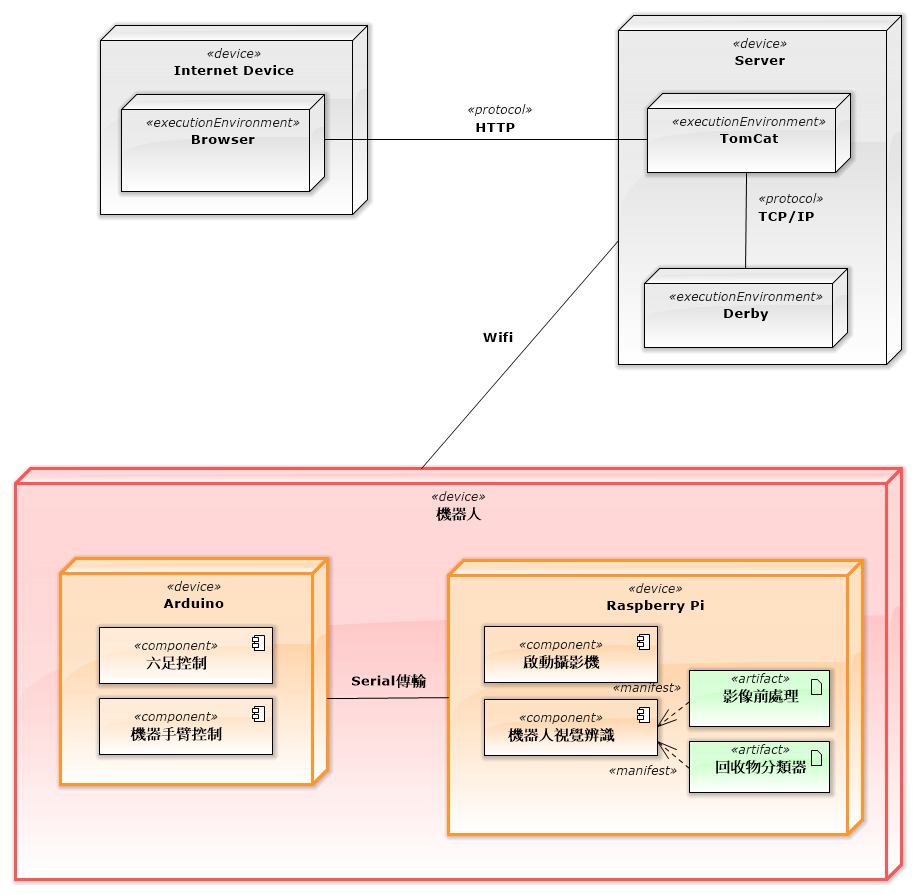 «device»
Internet Device
«executionEnvironment»
Browser
«protocol»
HTTP
«device»
Server
«executionEnvironment»
TomCat
«protocol»
TCP/IP
«executionEnvironment»
Derby
Wifi
«device»
機器人
«device»
Arduino
«component»
六足控制
«component»
機器手臂控制
Serial傳輸
«device»
Raspberry Pi
«component»
啟動攝影機
«manifest»
«artifact»
影像前處理
«component»
機器人視覺辨識
«artifact»
回收物分類器
«manifest»